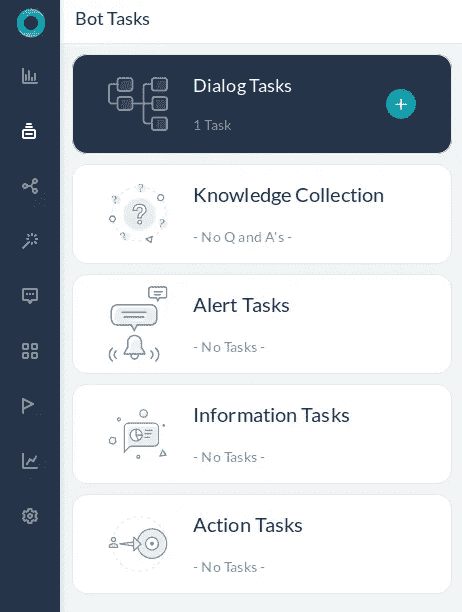 Bot Tasks
Dialog Tasks
1 Task
Knowledge Collection
- No Q and A's -
Alert Tasks
- No Tasks -
Information Tasks
- No Tasks -
Action Tasks
- No Tasks -